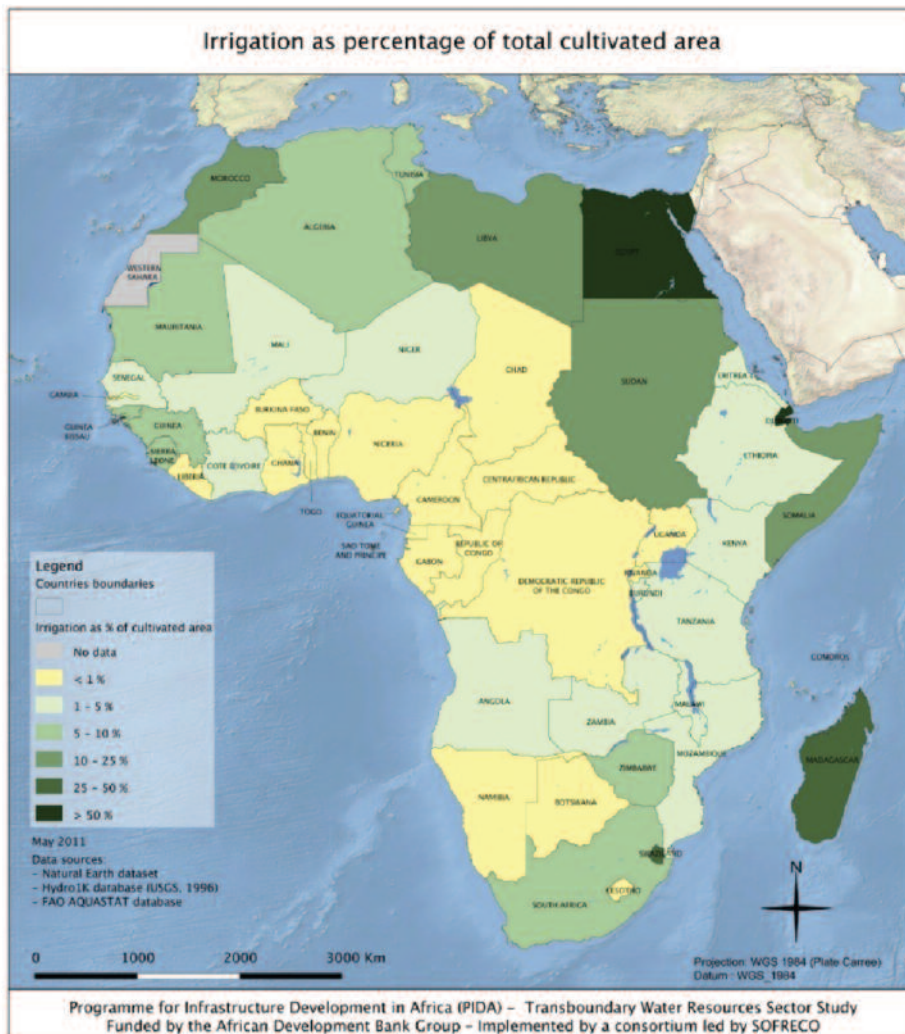 Irrigation as percentage of total cultivated area
MOROCCO
TUNISIA
ALGERIA
LIBYA
EGYPT
WESTERN
SAHARA
MAURITANIA
MALI
NIGER
CHAD
SUDAN
ERITREA
SENEGAL
GAMBIA
GUINEA
BISSAU
GUINEA
SIERRA
LEONE
LIBERIA
COTE D'IVOIRE
BURKINA FASO
GHANA
TOGO
BENIN
NIGERIA
CAMEROON
CENTRAFRICAN REPUBLIC
DJIBOUTI
ETHIOPIA
SOMALIA
EQUATORIAL
GUINEA
SAO TOME
AND PRINCIPE
GABON
REPUBLIC OF
CONGO
DEMOCRATIC REPUBLIC
OF THE CONGO
UGANDA
KENYA
RWANDA
BURUNDI
TANZANIA
COMOROS
ANGOLA
ZAMBIA
MALAWI
MOZAMBIQUE
ZIMBABWE
MADAGASCAR
NAMIBIA
BOTSWANA
SWAZILAND
LESOTHO
SOUTH AFRICA
Legend
Countries boundaries
Irrigation as % of cultivated area
No data
< 1 %
1 - 5 %
5 - 10 %
10 - 25 %
25 - 50 %
> 50 %
May 2011
Data sources:
- Natural Earth dataset
- Hydro1K database (USGS, 1996)
- FAO AQUASTAT database
0 1000 2000 3000 Km
N
Projection: WGS 1984 (Plate Carree)
Datum : WGS_1984
Programme for Infrastructure Development in Africa (PIDA) - Transboundary Water Resources Sector Study
Funded by the African Development Bank Group - Implemented by a consortium led by SOFRECO